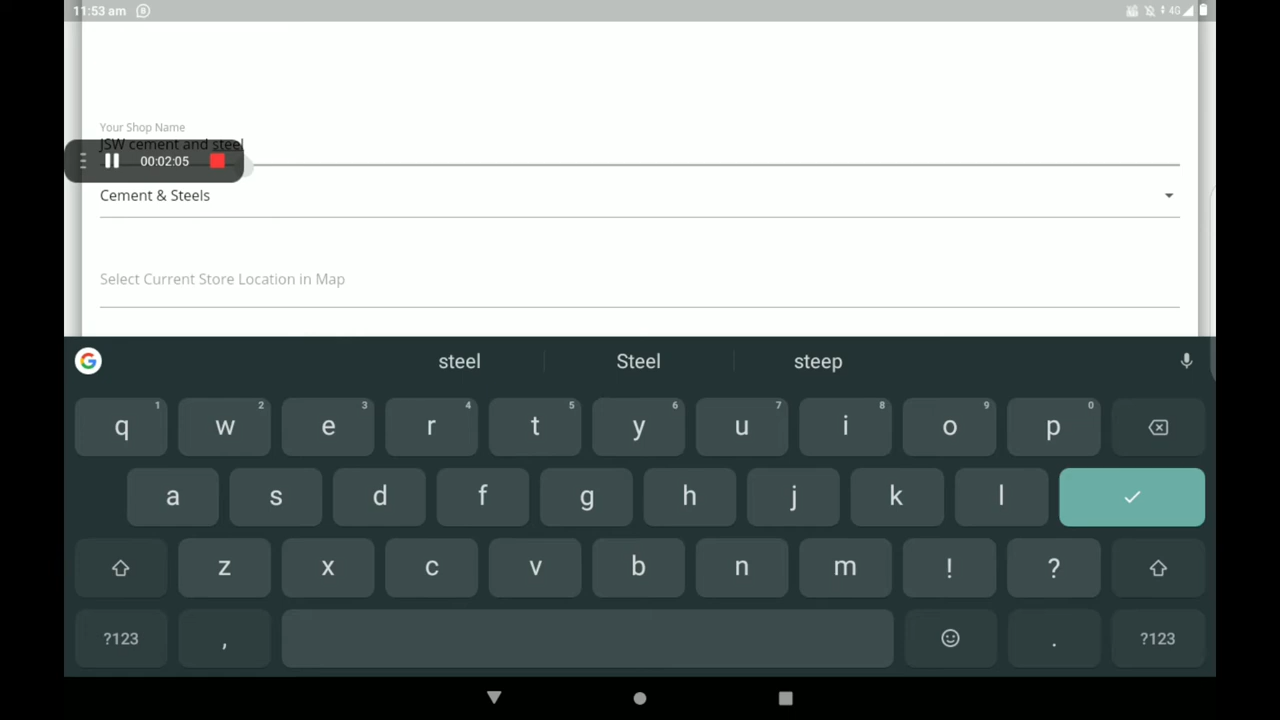 11:53 am
4G
Your Shop Name
JSW cement and steel
00:02:05
Cement & Steels
Select Current Store Location in Map
G steel Steel steep
q 1 w 2 e 3 r 4 t 5 y 6 u 7 i 8 o 9 p 0
a s d f g h j k l
z x c v b n m ! ?
?123 , . ?123